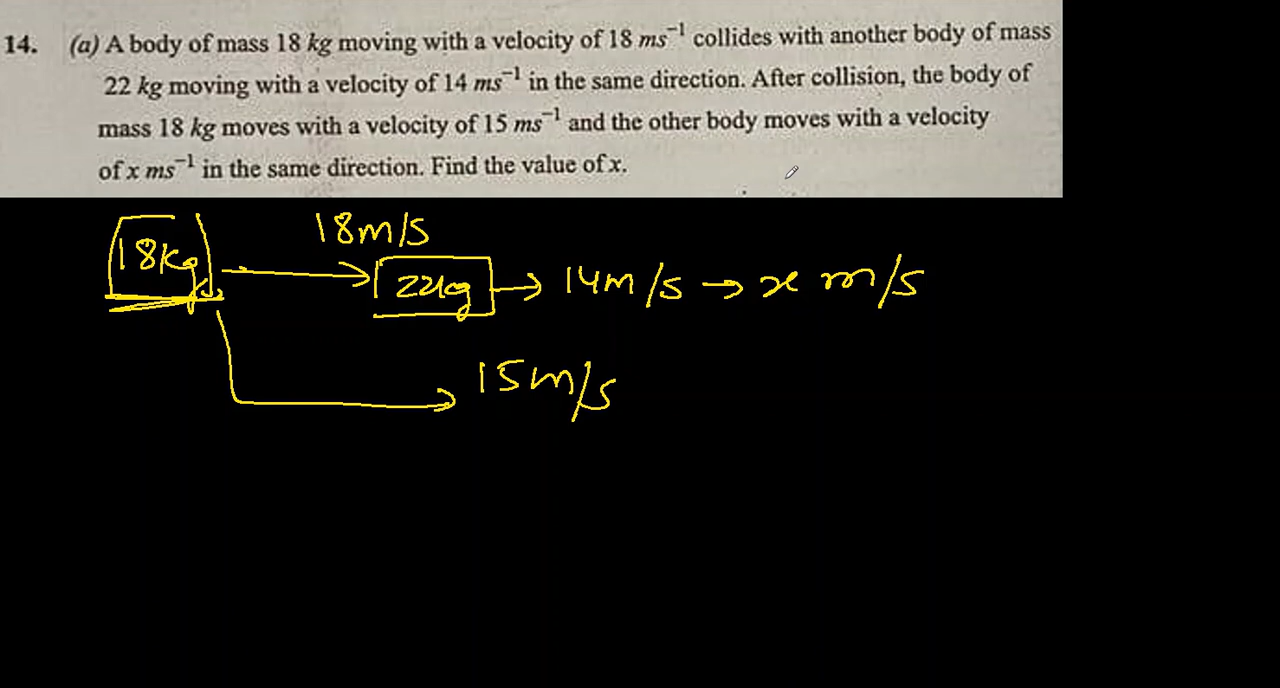 14. (a) A body of mass 18 kg moving with a velocity of 18 ms⁻¹ collides with another body of mass
22 kg moving with a velocity of 14 ms⁻¹ in the same direction. After collision, the body of
mass 18 kg moves with a velocity of 15 ms⁻¹ and the other body moves with a velocity
of x ms⁻¹ in the same direction. Find the value of x.
18m/s
18kg → 22kg → 14m/s → x m/s
15m/s